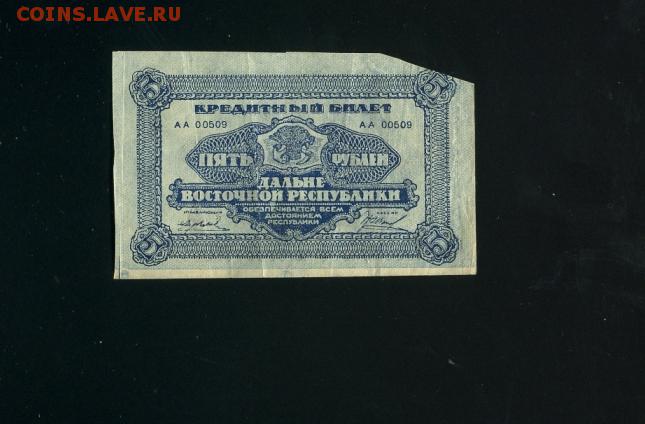 COINS.LAVE.RU
5 5
КРЕДИТНЫЙ БИЛЕТ
АА 00509 АА 00509
ПЯТЬ РУБЛЕЙ
ДАЛЬНЕ
ВОСТОЧНОЙ РЕСПУБЛИКИ
ОБЕСПЕЧИВАЕТСЯ ВСЕМ
ДОСТОЯНИЕМ
РЕСПУБЛИКИ
5 5